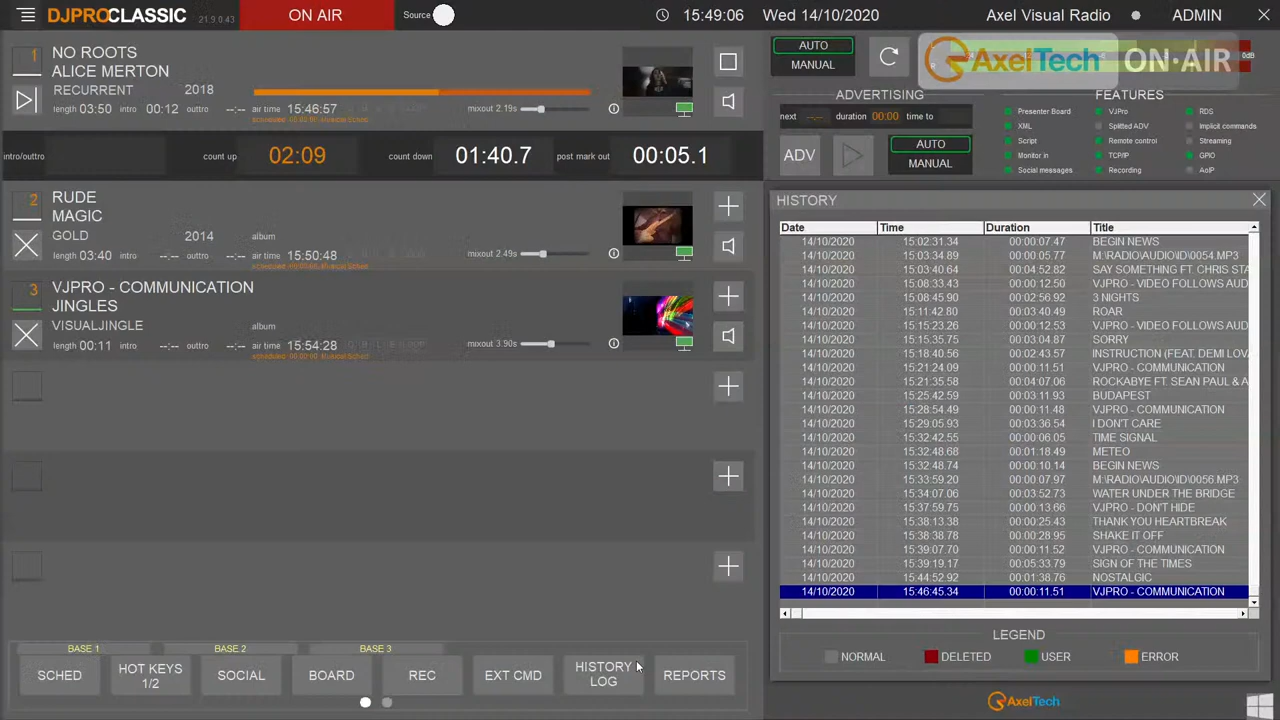 DJPROCLASSIC 21.9 0.43 ON AIR Source 15:49:06 Wed 14/10/2020 Axel Visual Radio ADMIN
1 NO ROOTS
ALICE MERTON
RECURRENT 2018
length 03:50 intro 00:12 outtro --:-- air time 15:46:57 mixout 2.19s
intro/outro count up 02:09 count down 01:40.7 post mark out 00:05.1
2 RUDE
MAGIC
GOLD 2014 album
length 03:40 intro --:-- outtro --:-- air time 15:50:48 mixout 2.49s
3 VJPRO - COMMUNICATION
JINGLES
VISUALJINGLE album
length 00:11 intro --:-- outtro --:-- air time 15:54:28 mixout 3.90s
BASE 1 BASE 2 BASE 3
SCHED
HOT KEYS
1/2
SOCIAL
BOARD
REC
EXT CMD
HISTORY
LOG
REPORTS
AUTO
MANUAL
AxelTech ON·AIR
0dB
ADVERTISING
next --:-- duration 00:00 time to
ADV
AUTO
MANUAL
FEATURES
Presenter Board VJPro RDS
XML Splitted ADV Implicit commands
Script Remote control Streaming
Monitor in TCP/IP GPIO
Social messages Recording AoIP
HISTORY
Date Time Duration Title
14/10/2020 15:02:31.34 00:00:07.47 BEGIN NEWS
14/10/2020 15:03:34.89 00:00:05.77 M:\RADIO\AUDIO\ID\0054.MP3
14/10/2020 15:03:40.64 00:04:52.82 SAY SOMETHING FT. CHRIS STA
14/10/2020 15:08:33.43 00:00:12.50 VJPRO - VIDEO FOLLOWS AUD
14/10/2020 15:08:45.90 00:02:56.92 3 NIGHTS
14/10/2020 15:11:42.80 00:03:40.49 ROAR
14/10/2020 15:15:23.26 00:00:12.53 VJPRO - VIDEO FOLLOWS AUD
14/10/2020 15:15:35.75 00:03:04.87 SORRY
14/10/2020 15:18:40.56 00:02:43.57 INSTRUCTION (FEAT. DEMI LOVA
14/10/2020 15:21:24.09 00:00:11.51 VJPRO - COMMUNICATION
14/10/2020 15:21:35.58 00:04:07.06 ROCKABYE FT. SEAN PAUL & A
14/10/2020 15:25:42.59 00:03:11.93 BUDAPEST
14/10/2020 15:28:54.49 00:00:11.48 VJPRO - COMMUNICATION
14/10/2020 15:29:05.93 00:03:36.54 I DON'T CARE
14/10/2020 15:32:42.55 00:00:06.05 TIME SIGNAL
14/10/2020 15:32:48.68 00:01:18.49 METEO
14/10/2020 15:32:48.74 00:00:10.14 BEGIN NEWS
14/10/2020 15:33:59.20 00:00:07.97 M:\RADIO\AUDIO\ID\0056.MP3
14/10/2020 15:34:07.06 00:03:52.73 WATER UNDER THE BRIDGE
14/10/2020 15:37:59.75 00:00:13.66 VJPRO - DON'T HIDE
14/10/2020 15:38:13.38 00:00:25.43 THANK YOU HEARTBREAK
14/10/2020 15:38:38.78 00:00:28.95 SHAKE IT OFF
14/10/2020 15:39:07.70 00:00:11.52 VJPRO - COMMUNICATION
14/10/2020 15:39:19.17 00:05:33.79 SIGN OF THE TIMES
14/10/2020 15:44:52.92 00:01:38.76 NOSTALGIC
14/10/2020 15:46:45.34 00:00:11.51 VJPRO - COMMUNICATION
LEGEND
NORMAL DELETED USER ERROR
AxelTech